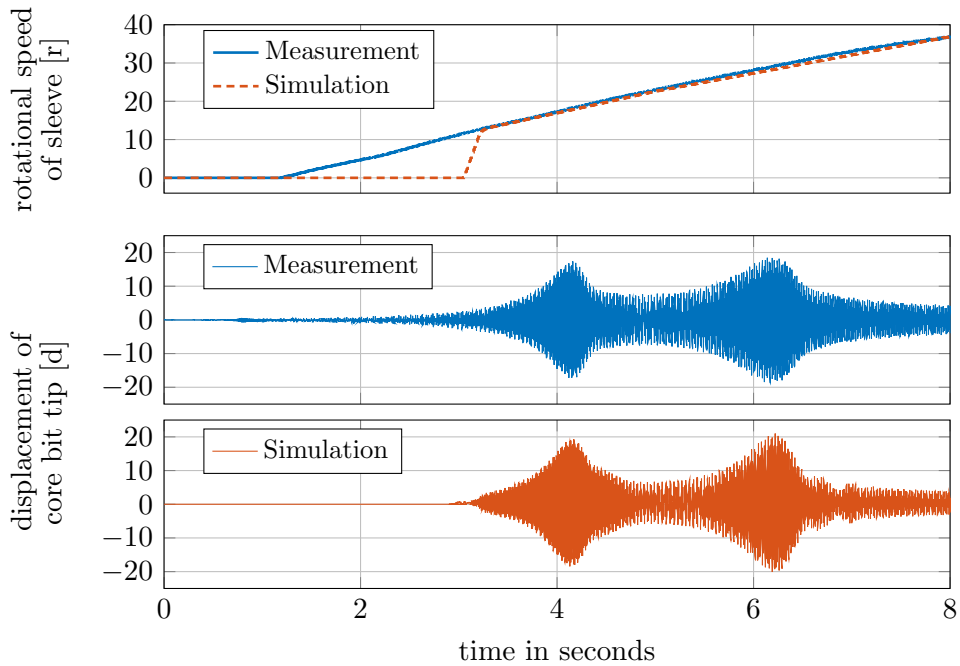 rotational speed
of sleeve [r]
40
30
20
10
0
Measurement
Simulation
displacement of
core bit tip [d]
20
10
0
−10
−20
Measurement
20
10
0
−10
−20
Simulation
0 2 4 6 8
time in seconds